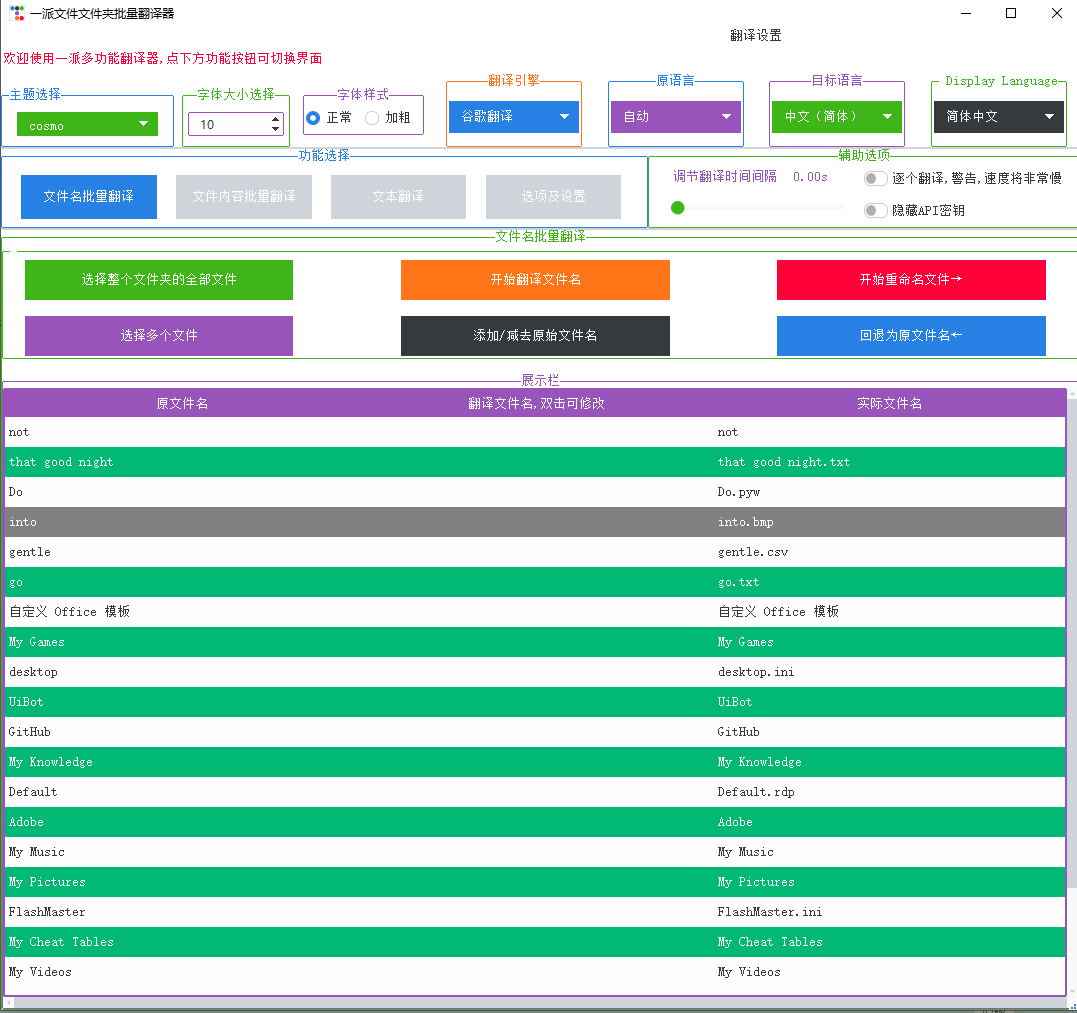 一派文件文件夹批量翻译器
翻译设置
欢迎使用一派多功能翻译器,点下方功能按钮可切换界面
主题选择
cosmo
字体大小选择
10
字体样式
正常 加粗
翻译引擎
谷歌翻译
原语言
自动
目标语言
中文（简体）
Display Language
简体中文
功能选择
文件名批量翻译 文件内容批量翻译 文本翻译 选项及设置
辅助选项
调节翻译时间间隔 0.00s
逐个翻译,警告,速度将非常慢
隐藏API密钥
文件名批量翻译
选择整个文件夹的全部文件 开始翻译文件名 开始重命名文件→
选择多个文件 添加/减去原始文件名 回退为原文件名←
展示栏
原文件名 翻译文件名,双击可修改 实际文件名
not not
that good night that good night.txt
Do Do.pyw
into into.bmp
gentle gentle.csv
go go.txt
自定义 Office 模板 自定义 Office 模板
My Games My Games
desktop desktop.ini
UiBot UiBot
GitHub GitHub
My Knowledge My Knowledge
Default Default.rdp
Adobe Adobe
My Music My Music
My Pictures My Pictures
FlashMaster FlashMaster.ini
My Cheat Tables My Cheat Tables
My Videos My Videos